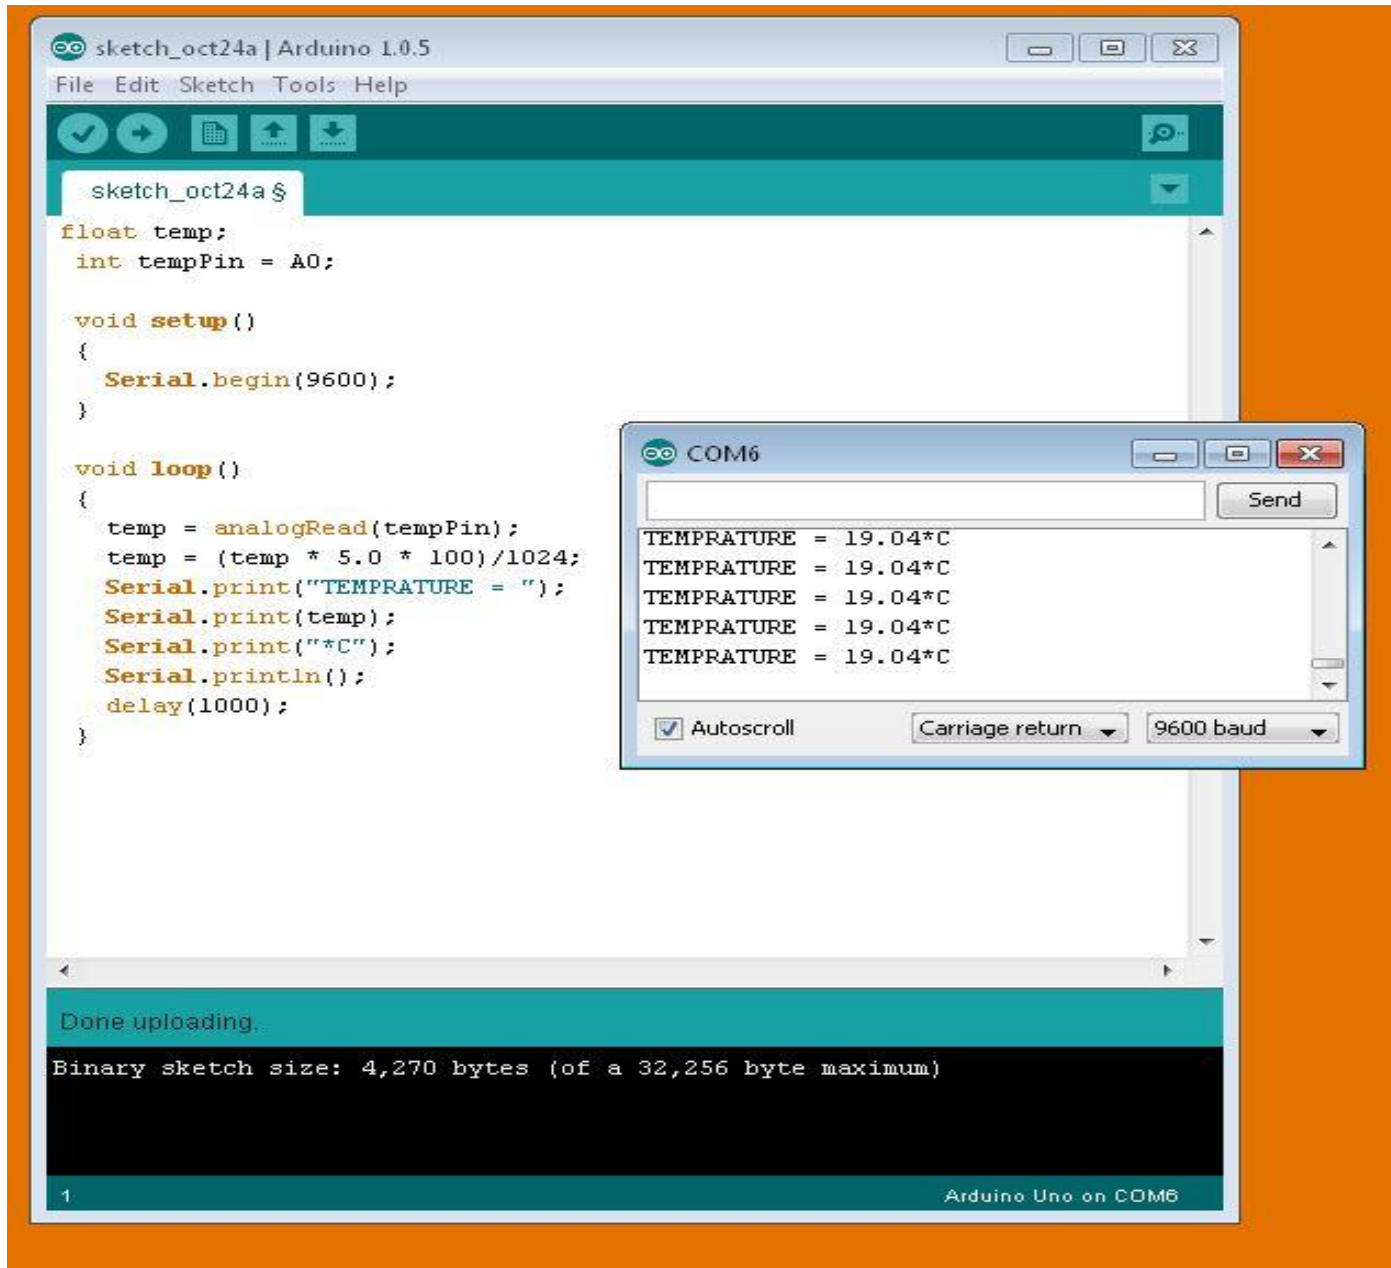 sketch_oct24a | Arduino 1.0.5
File Edit Sketch Tools Help
sketch_oct24a §
float temp;
int tempPin = A0;
void setup()
{
Serial.begin(9600);
}
void loop()
{
temp = analogRead(tempPin);
temp = (temp * 5.0 * 100)/1024;
Serial.print("TEMPRATURE = ");
Serial.print(temp);
Serial.print("*C");
Serial.println();
delay(1000);
}
COM6
Send
TEMPRATURE = 19.04*C
TEMPRATURE = 19.04*C
TEMPRATURE = 19.04*C
TEMPRATURE = 19.04*C
TEMPRATURE = 19.04*C
Autoscroll
Carriage return
9600 baud
Done uploading.
Binary sketch size: 4,270 bytes (of a 32,256 byte maximum)
1
Arduino Uno on COM6